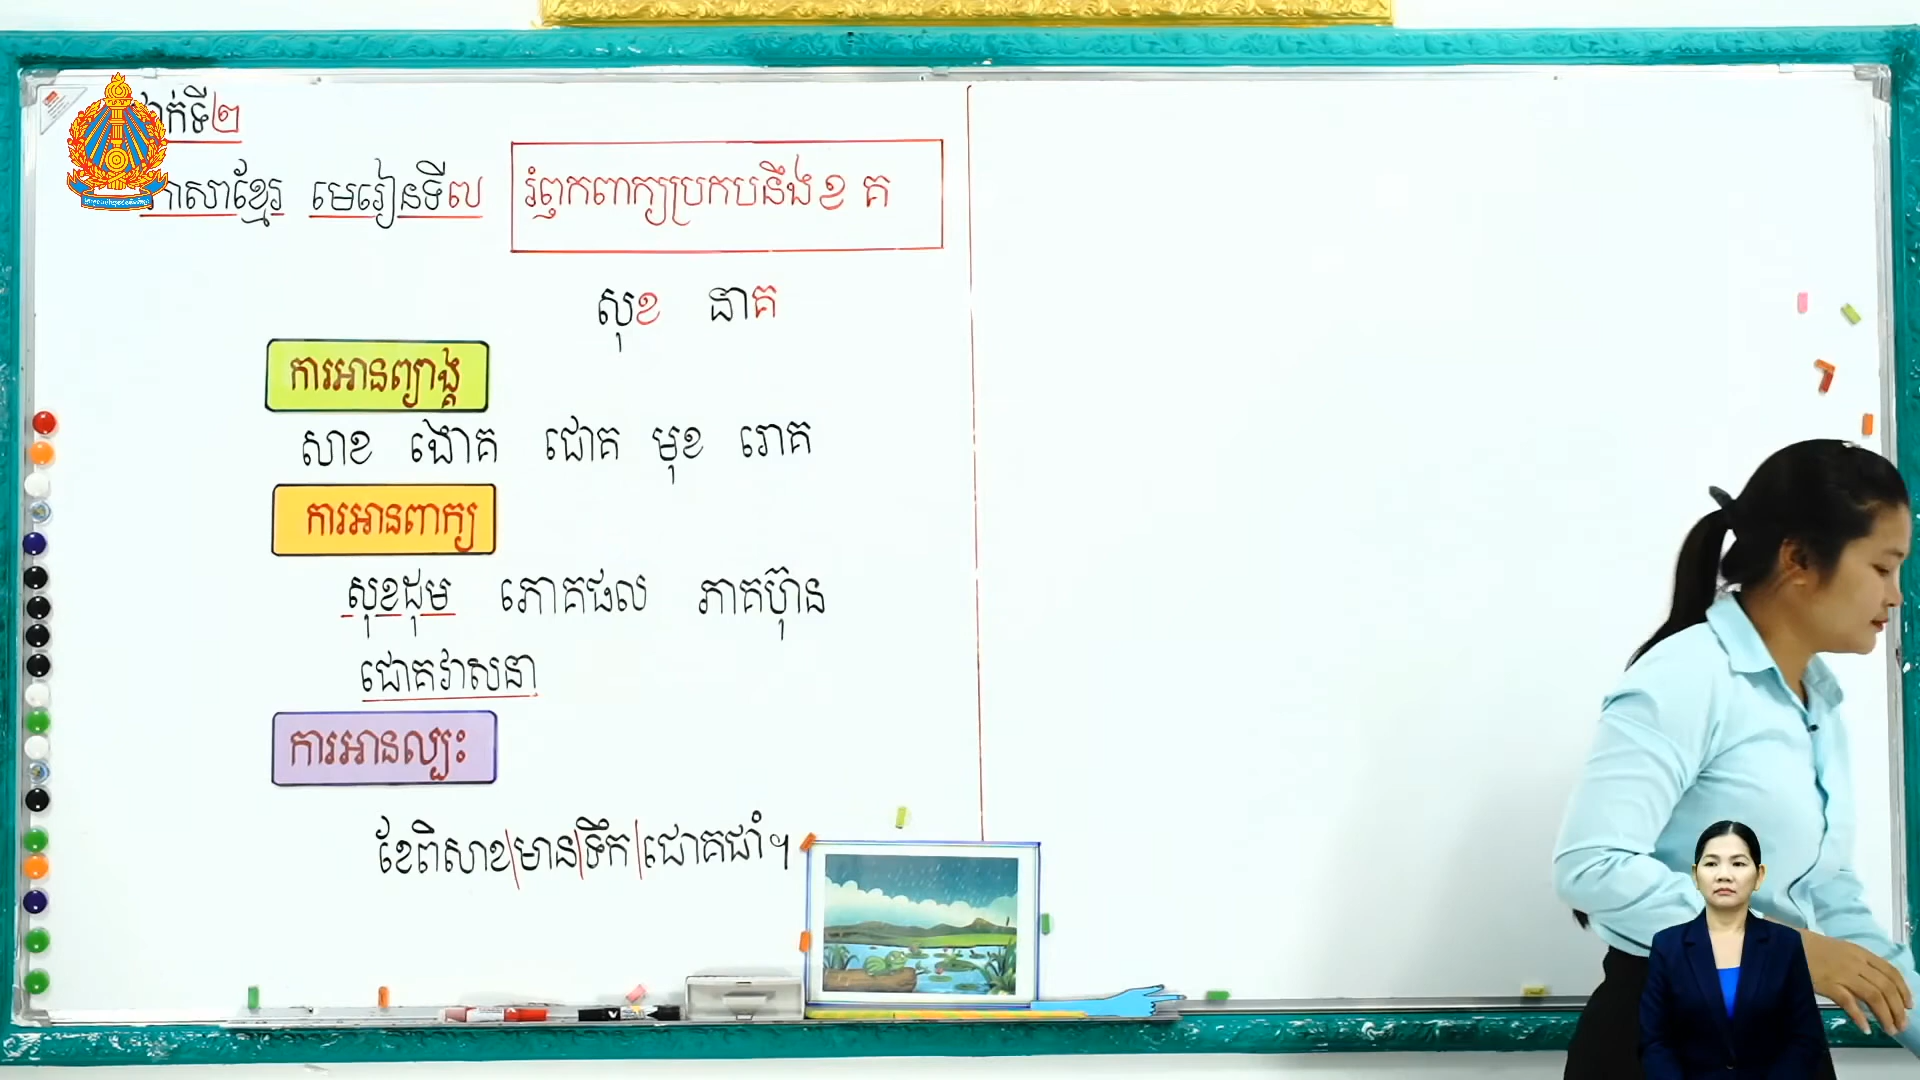 ាក់ទី២
ភាសាខ្មែរ មេរៀនទី៧ រំឭកពាក្យប្រកបនឹង ខ គ
សុខ នាគ
ការអានព្យាង្គ
សាខ ងោគ ជោគ មុខ រោគ
ការអានពាក្យ
សុខដុម ភោគផល ភាគហ៊ុន
ជោគវាសនា
ការអានល្បះ
ខែពិសាខ|មាន|ទឹក|ជោគជាំ។